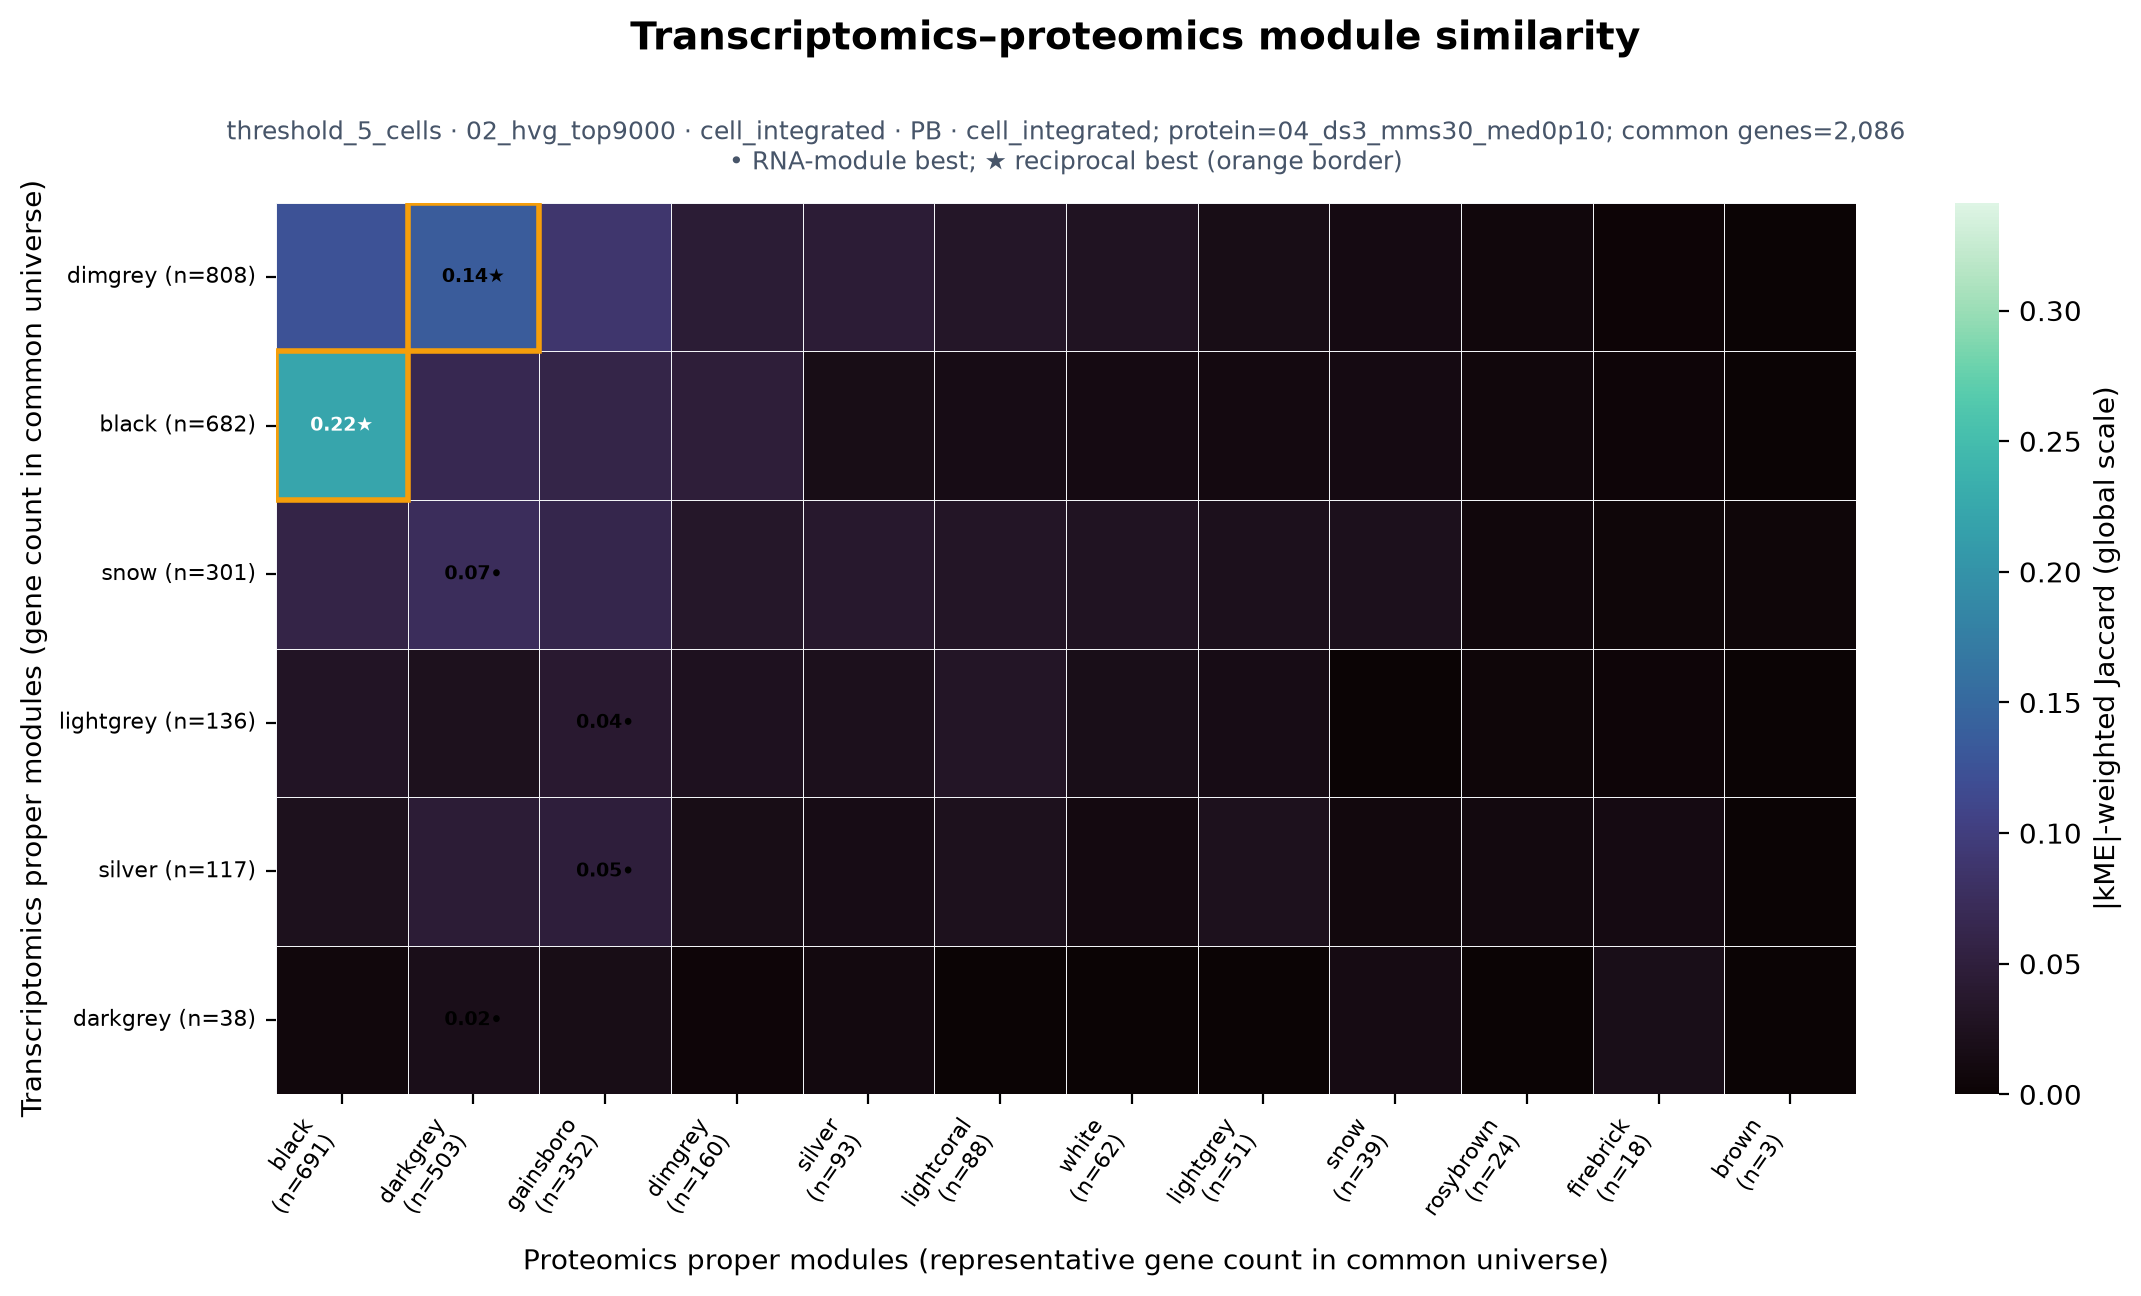 Transcriptomics–proteomics module similarity
threshold_5_cells · 02_hvg_top9000 · cell_integrated · PB · cell_integrated; protein=04_ds3_mms30_med0p10; common genes=2,086
• RNA-module best; ★ reciprocal best (orange border)
Transcriptomics proper modules (gene count in common universe)
dimgrey (n=808)
0.14★
black (n=682)
0.22★
snow (n=301)
0.07•
lightgrey (n=136)
0.04•
silver (n=117)
0.05•
darkgrey (n=38)
0.02•
black
(n=691)
darkgrey
(n=503)
gainsboro
(n=352)
dimgrey
(n=160)
silver
(n=93)
lightcoral
(n=88)
white
(n=62)
lightgrey
(n=51)
snow
(n=39)
rosybrown
(n=24)
firebrick
(n=18)
brown
(n=3)
Proteomics proper modules (representative gene count in common universe)
0.30
0.25
0.20
0.15
0.10
0.05
0.00
|kME|-weighted Jaccard (global scale)